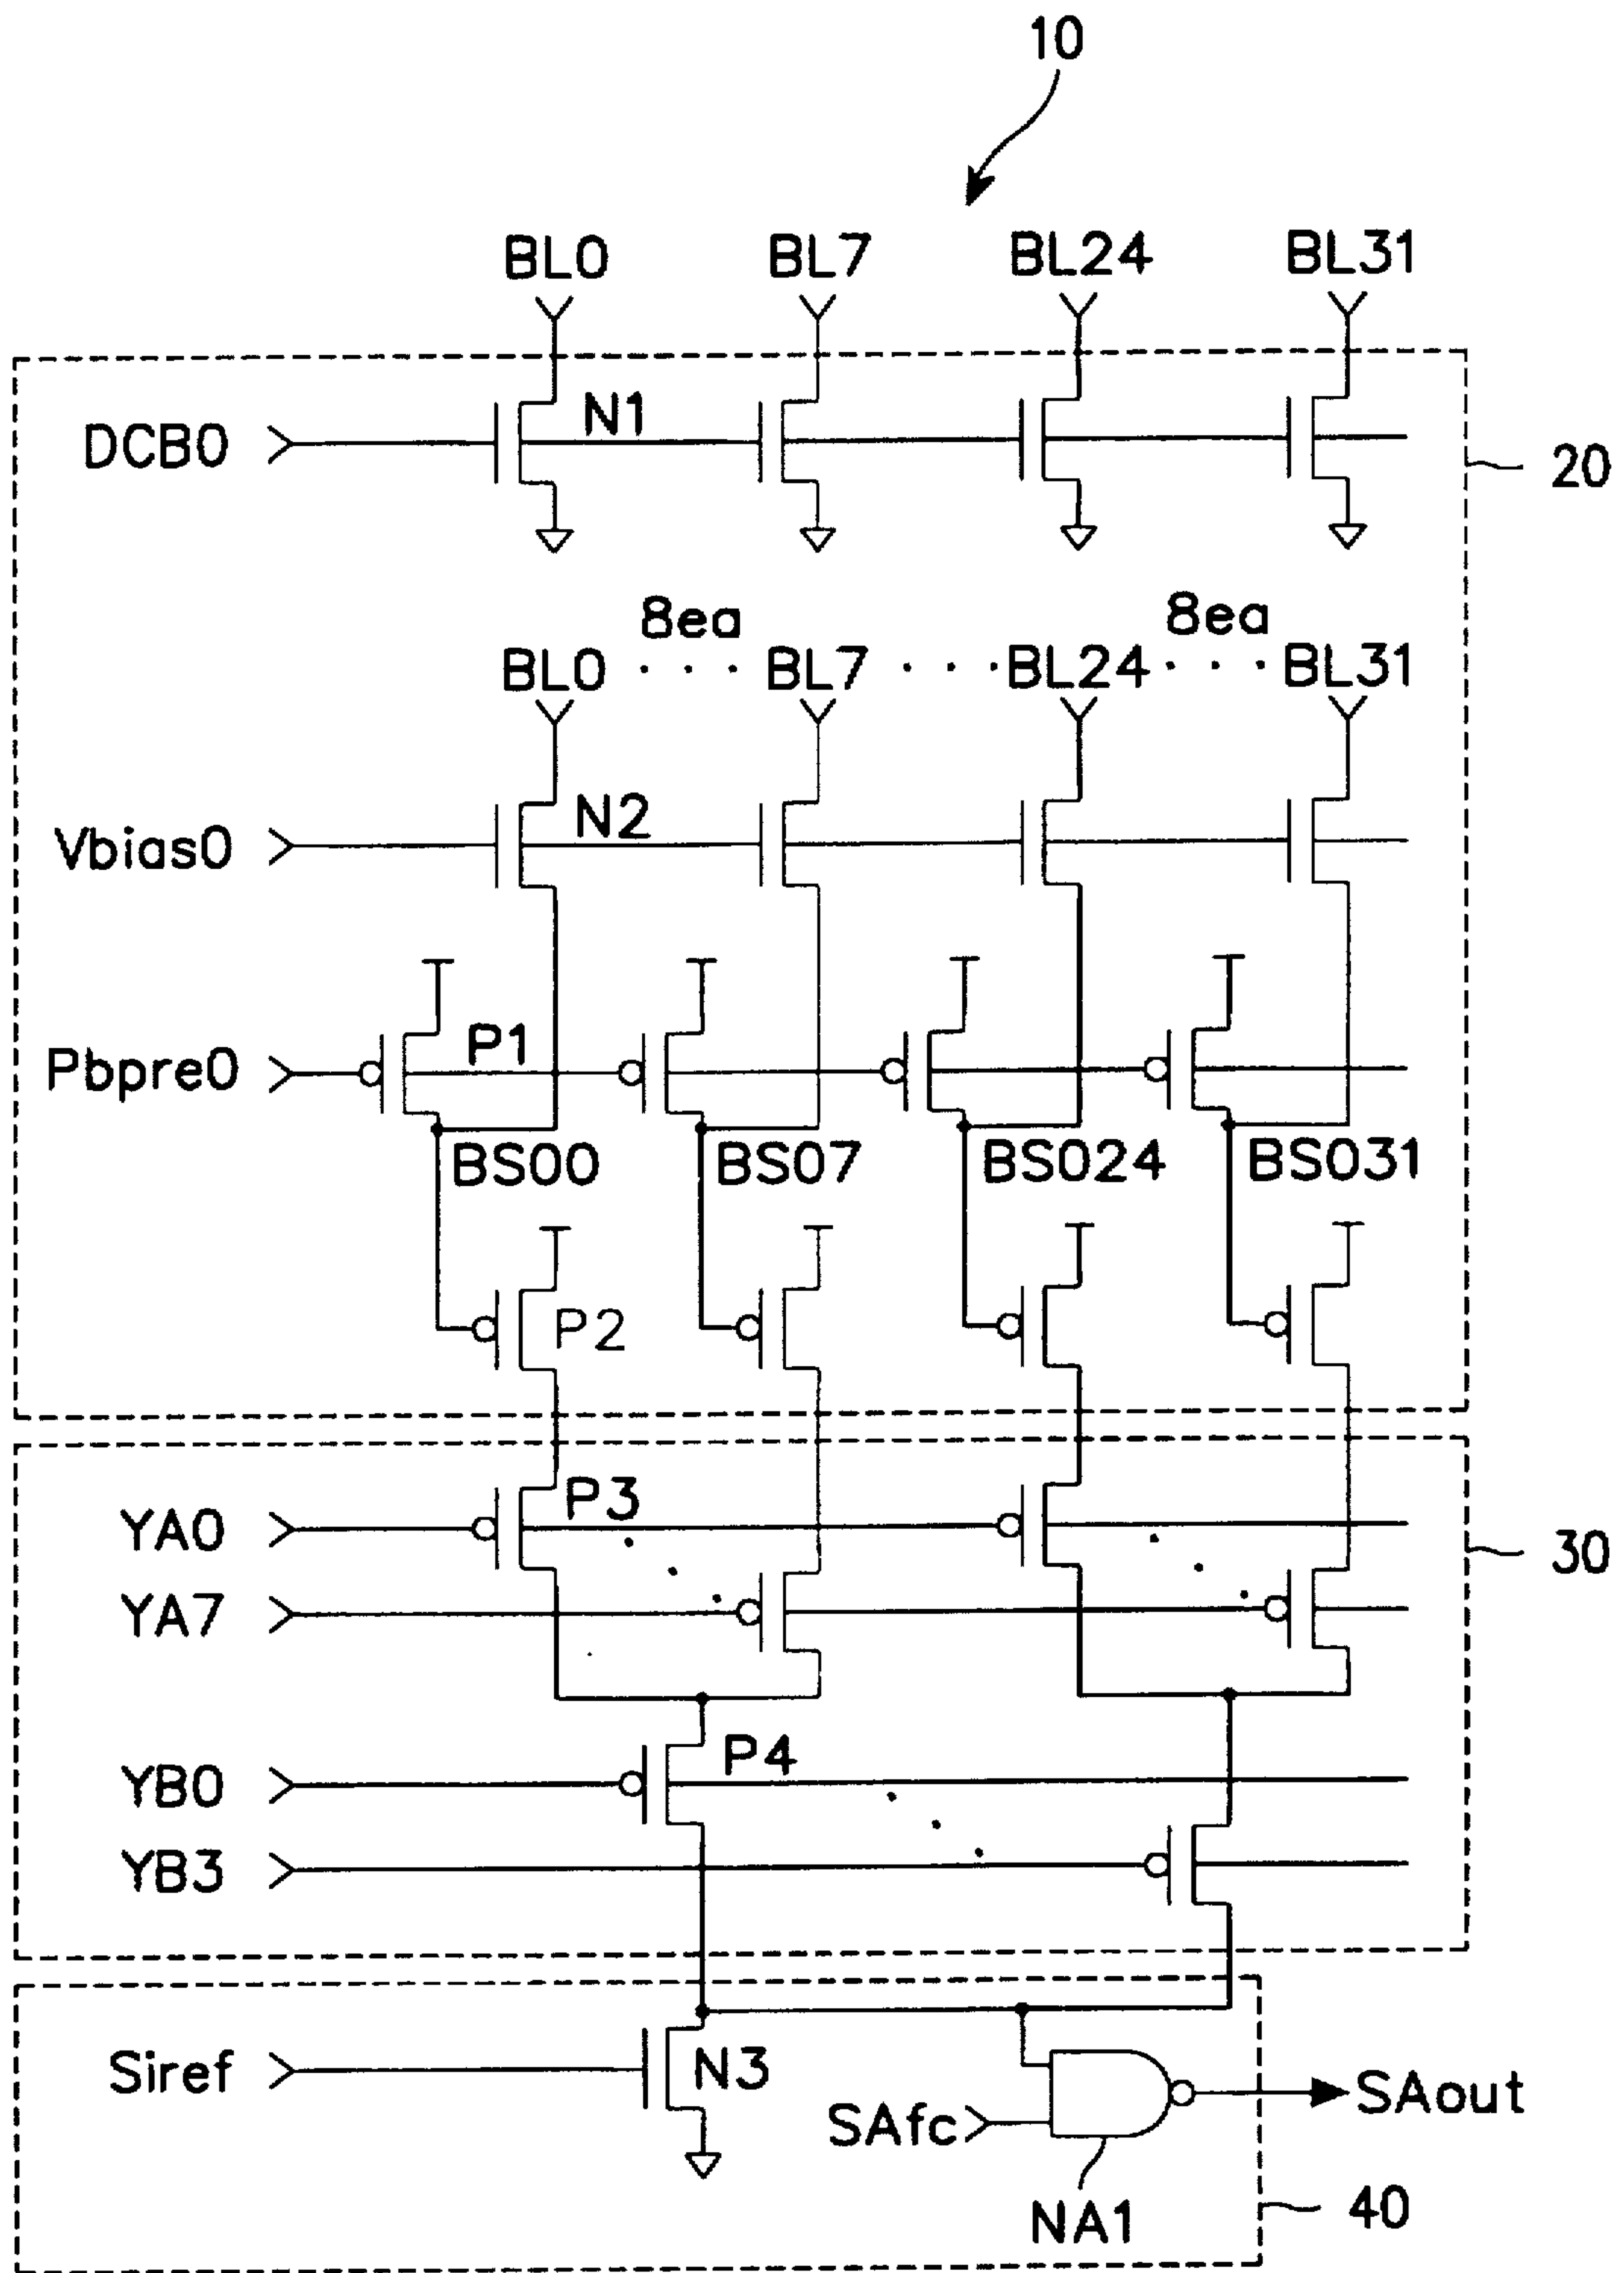 10
BL0 BL7 BL24 BL31
DCB0 N1
20
8ea 8ea
BL0 . . . BL7 . . . BL24 . . . BL31
Vbias0 N2
Pbpre0 P1
BS00 BS07 BS024 BS031
P2
YA0 P3
30
YA7
YB0 P4
YB3
Siref N3
SAfc SAout
NA1 40